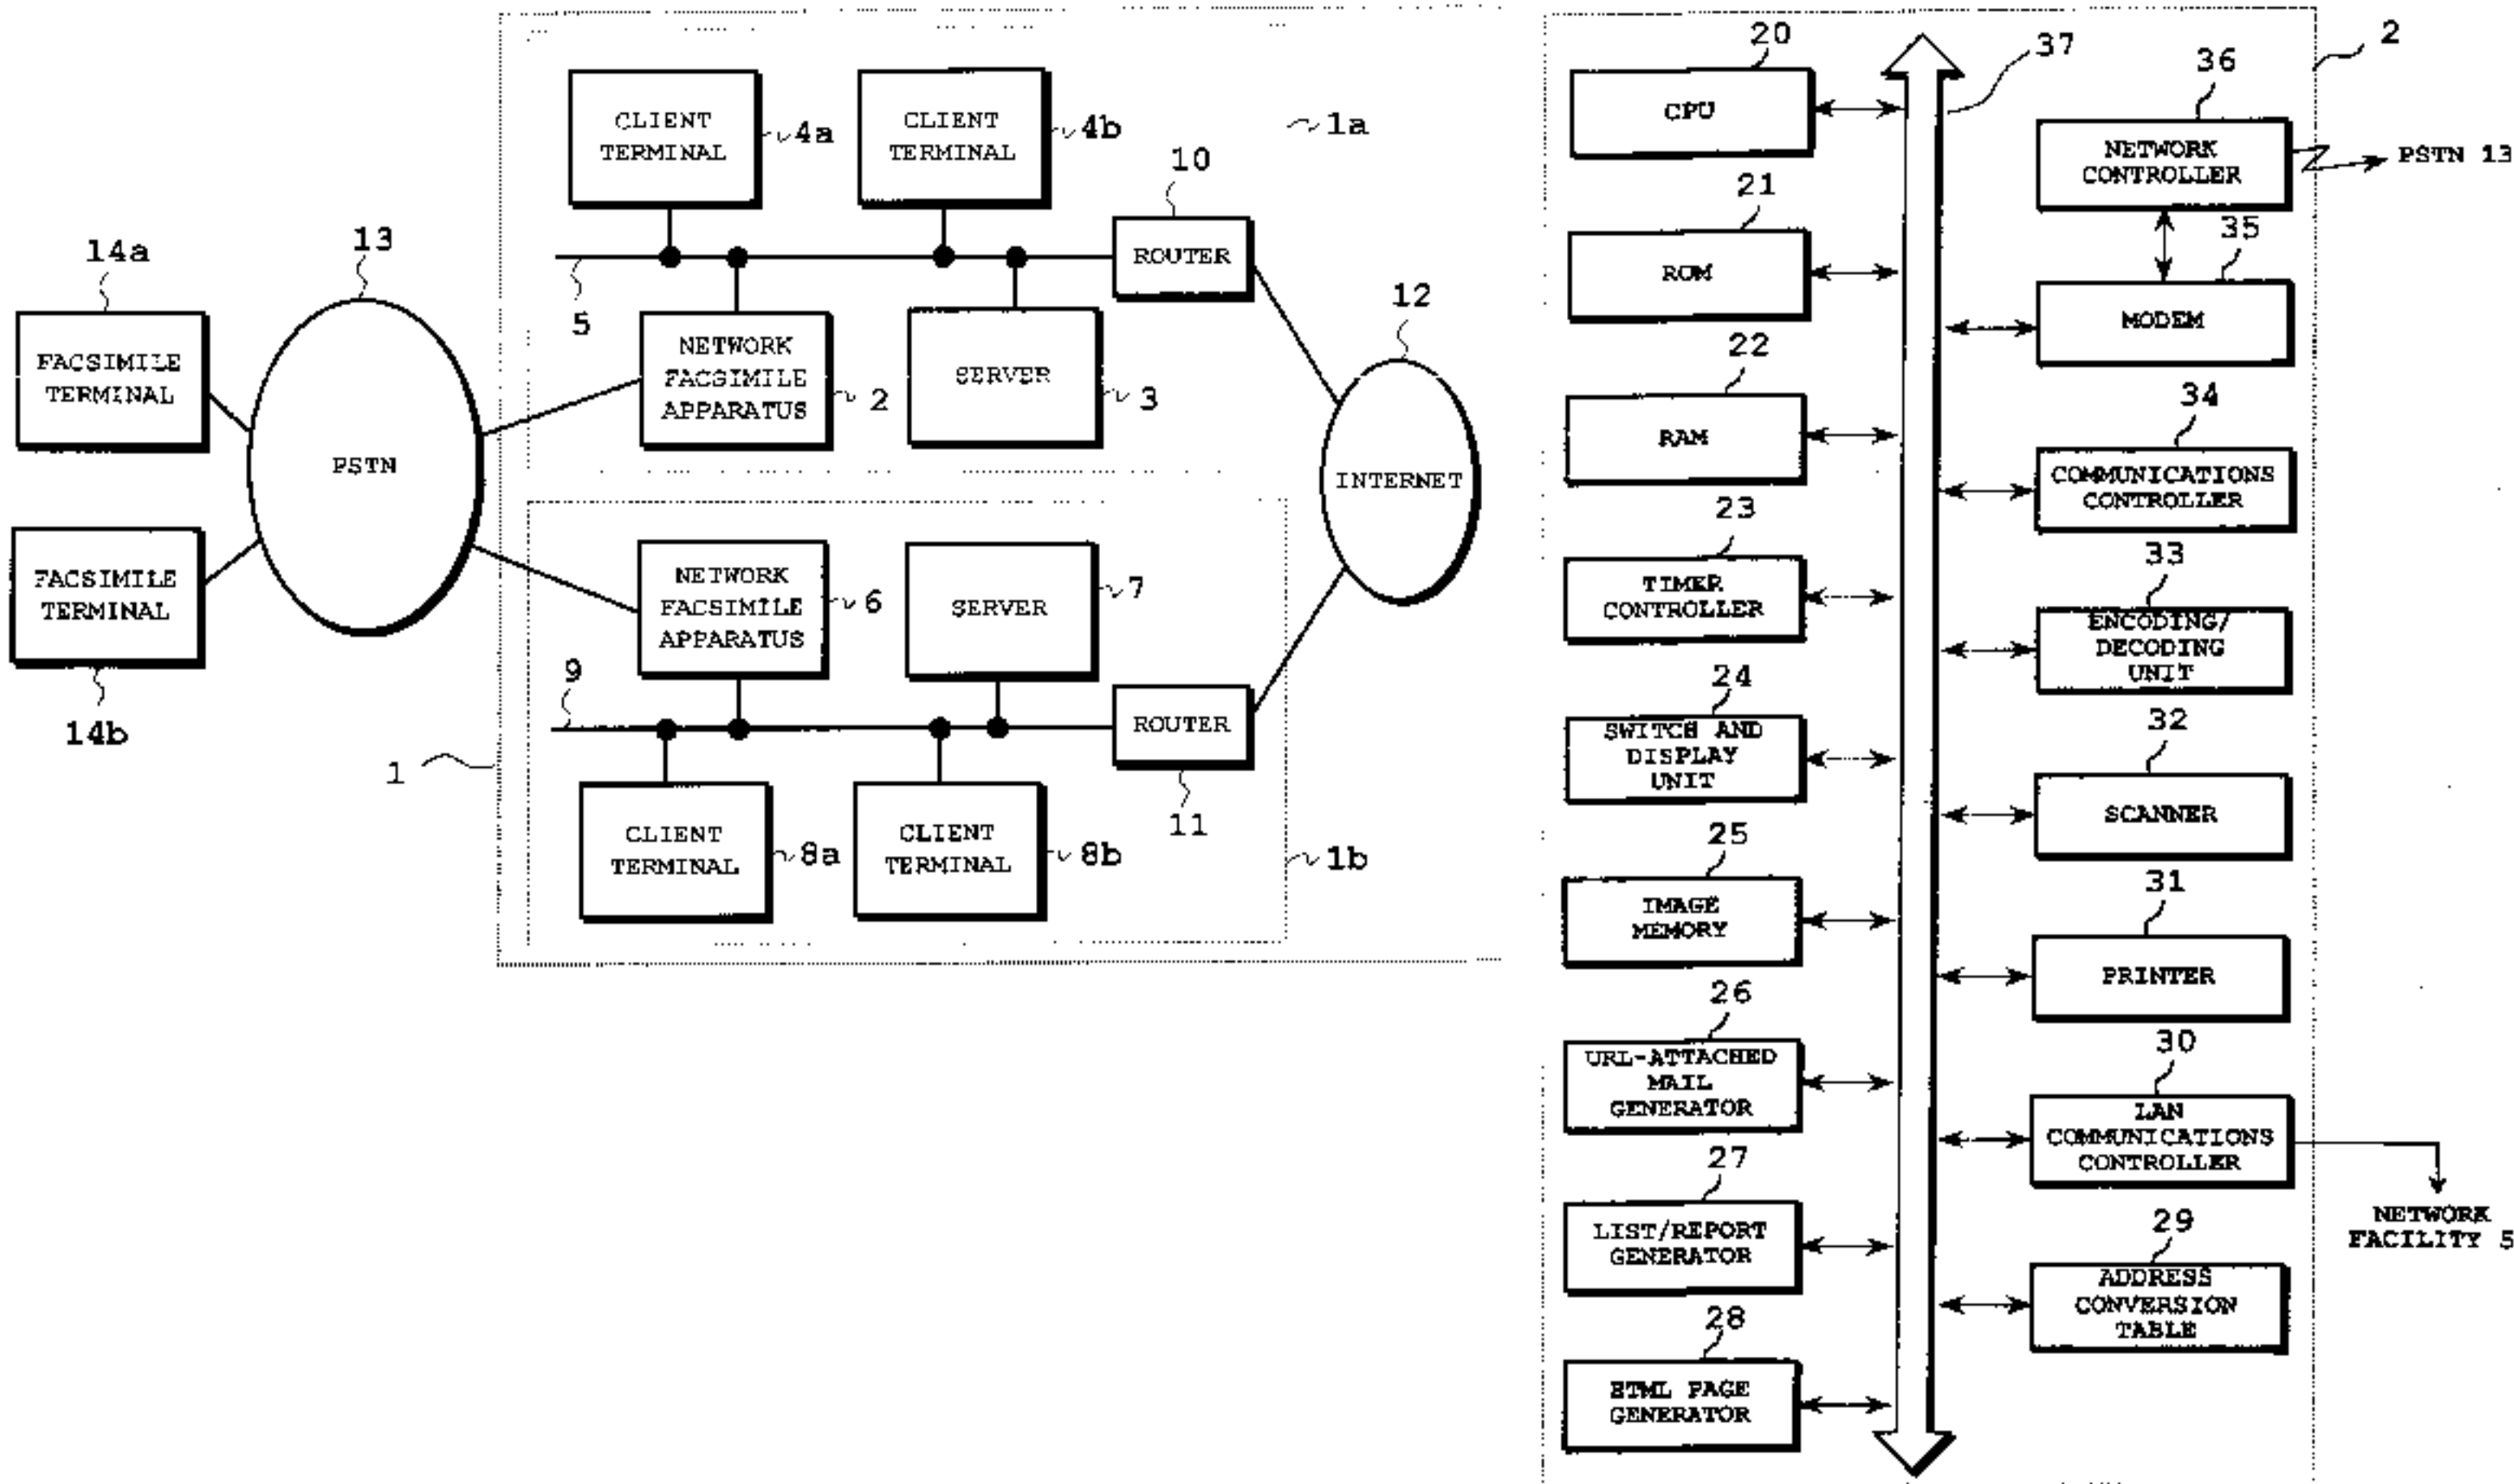 CLIENT
TERMINAL
4a
CLIENT
TERMINAL
4b
1a
10
ROUTER
13
14a
FACSIMILE
TERMINAL
PSTN
5
NETWORK
FACSIMILE
APPARATUS
2
SERVER
3
12
INTERNET
FACSIMILE
TERMINAL
14b
NETWORK
FACSIMILE
APPARATUS
6
SERVER
7
9
ROUTER
11
1
CLIENT
TERMINAL
8a
CLIENT
TERMINAL
8b
1b
20
CPU
37
2
36
NETWORK
CONTROLLER
PSTN 13
21
ROM
35
MODEM
22
RAM
34
COMMUNICATIONS
CONTROLLER
23
TIMER
CONTROLLER
33
ENCODING/
DECODING
UNIT
24
SWITCH AND
DISPLAY
UNIT
32
SCANNER
25
IMAGE
MEMORY
31
PRINTER
26
URL-ATTACHED
MAIL
GENERATOR
30
LAN
COMMUNICATIONS
CONTROLLER
NETWORK
FACILITY 5
27
LIST/REPORT
GENERATOR
29
ADDRESS
CONVERSION
TABLE
28
HTML PAGE
GENERATOR